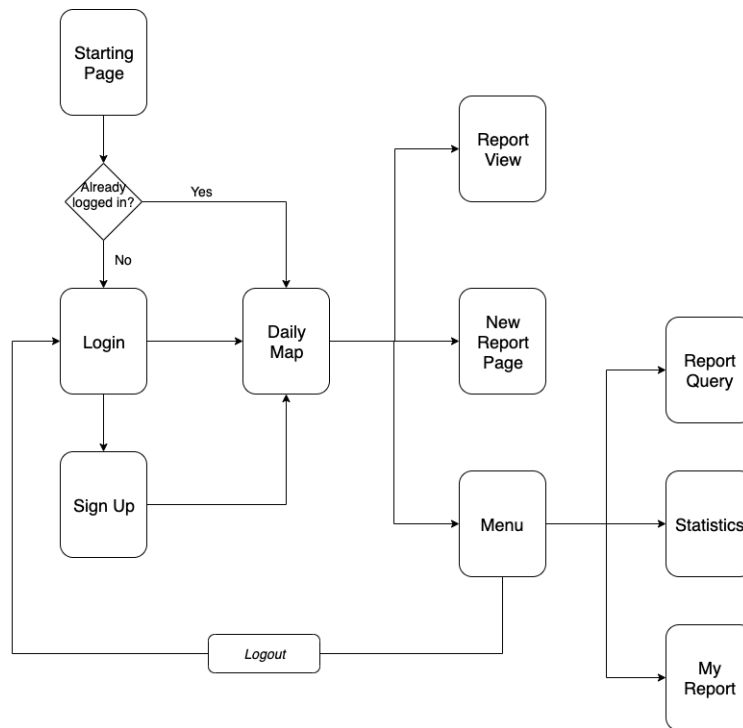 Starting
Page
Already
logged in?
Yes
No
Login
Daily
Map
Sign Up
Report
View
New
Report
Page
Menu
Report
Query
Statistics
My
Report
Logout